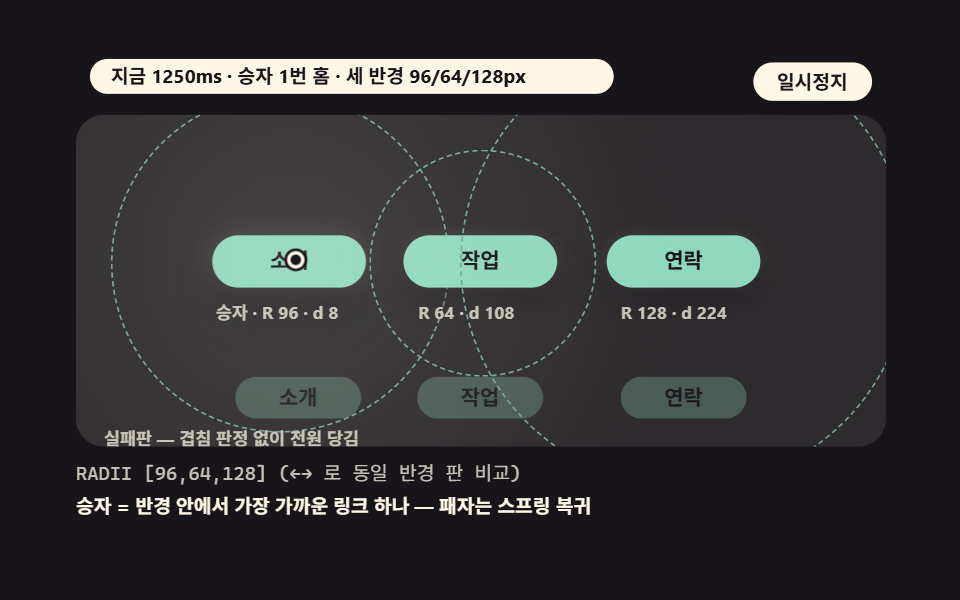 지금 1250ms · 승자 1번 홈 · 세 반경 96/64/128px
일시정지
작업
연락
승자 · R 96 · d 8
R 64 · d 108
R 128 · d 224
소개
작업
연락
실패판 — 겹침 판정 없이 전원 당김
RADII [96,64,128] (↔ 로 동일 반경 판 비교)
승자 = 반경 안에서 가장 가까운 링크 하나 — 패자는 스프링 복귀